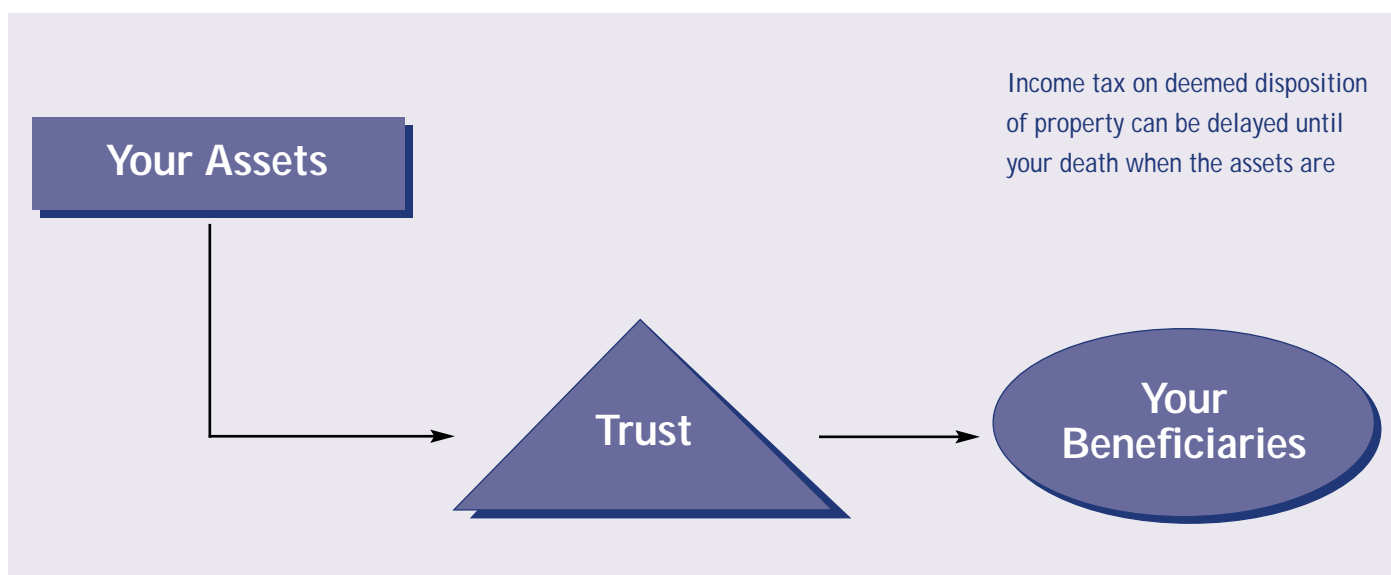 Income tax on deemed disposition
of property can be delayed until
your death when the assets are
Your Assets
Trust
Your
Beneficiaries